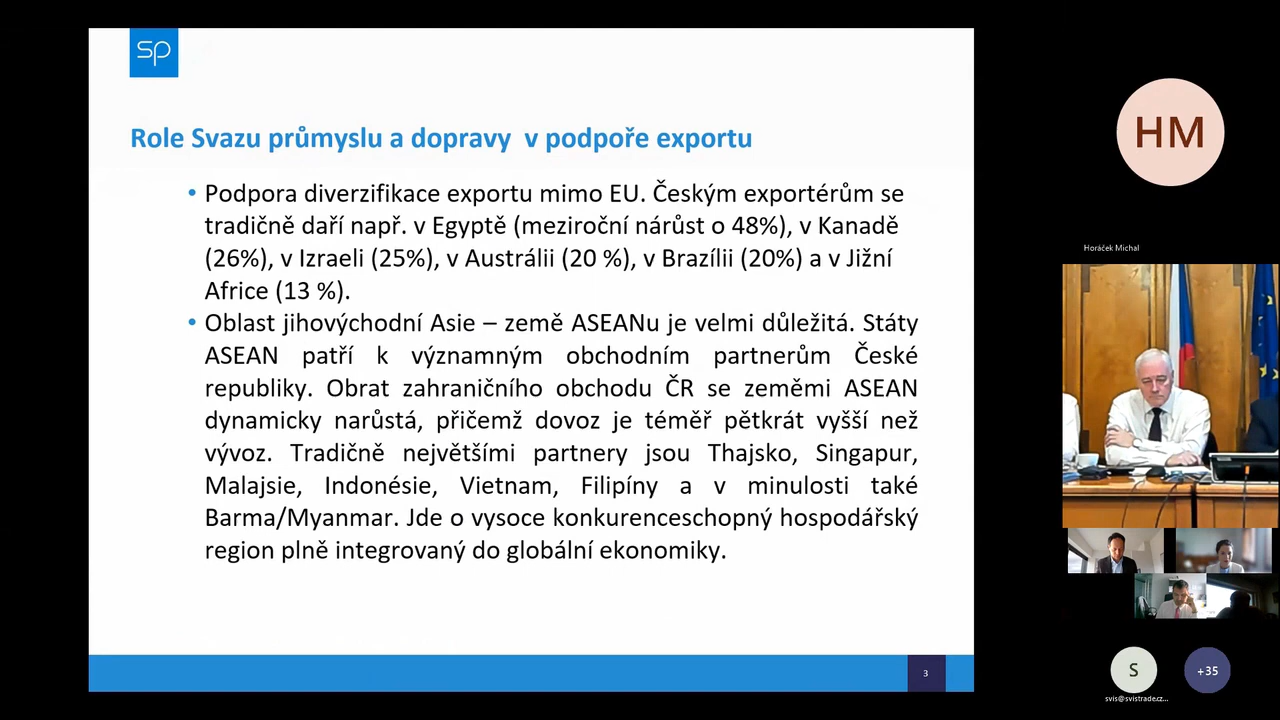 sp
Role Svazu průmyslu a dopravy v podpoře exportu
• Podpora diverzifikace exportu mimo EU. Českým exportérům se
tradičně daří např. v Egyptě (meziroční nárůst o 48%), v Kanadě
(26%), v Izraeli (25%), v Austrálii (20 %), v Brazílii (20%) a v Jižní
Africe (13 %).
• Oblast jihovýchodní Asie – země ASEANu je velmi důležitá. Státy
ASEAN patří k významným obchodním partnerům České
republiky. Obrat zahraničního obchodu ČR se zeměmi ASEAN
dynamicky narůstá, přičemž dovoz je téměř pětkrát vyšší než
vývoz. Tradičně největšími partnery jsou Thajsko, Singapur,
Malajsie, Indonésie, Vietnam, Filipíny a v minulosti také
Barma/Myanmar. Jde o vysoce konkurenceschopný hospodářský
region plně integrovaný do globální ekonomiky.
3
HM
Horáček Michal
S
+35
svis@svistrade.cz...